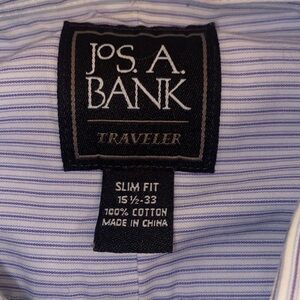 JOS. A.
BANK
TRAVELER
SLIM FIT
15 ½-33
100% COTTON
MADE IN CHINA